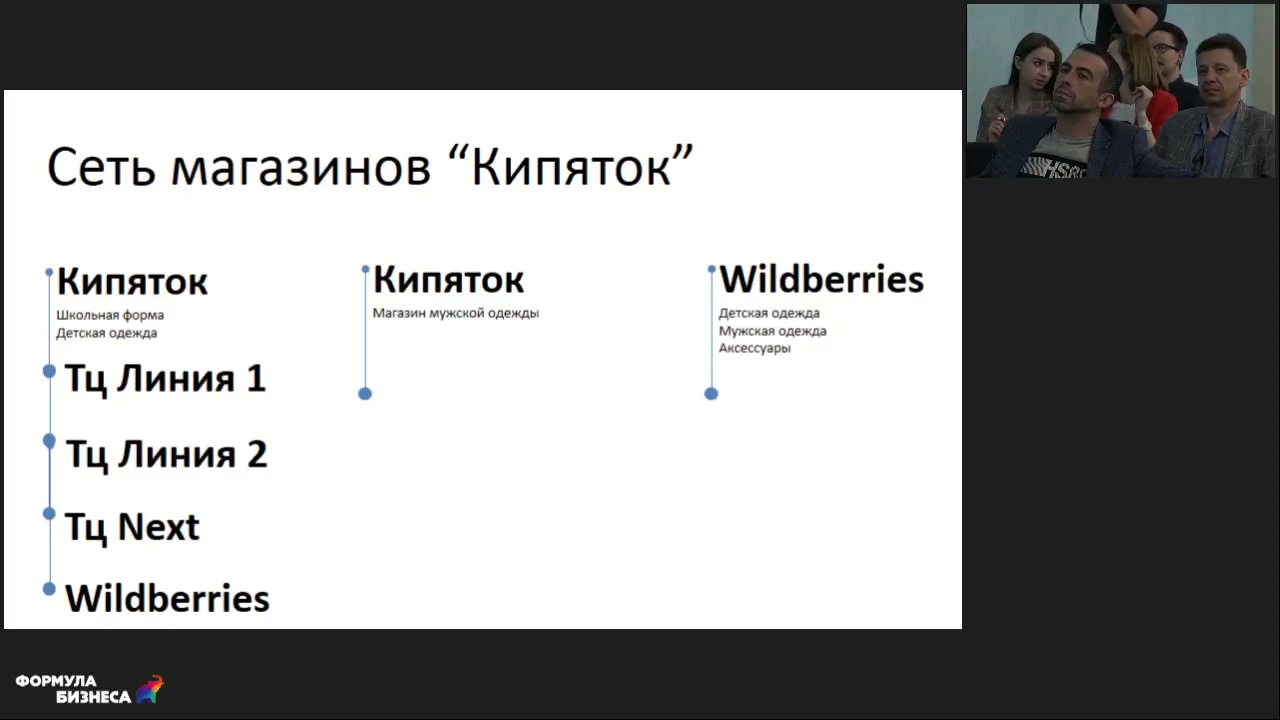 Сеть магазинов “Кипяток”
Кипяток
Школьная форма
Детская одежда
Тц Линия 1
Тц Линия 2
Тц Next
Wildberries
Кипяток
Магазин мужской одежды
Wildberries
Детская одежда
Мужская одежда
Аксессуары
ФОРМУЛА
БИЗНЕСА